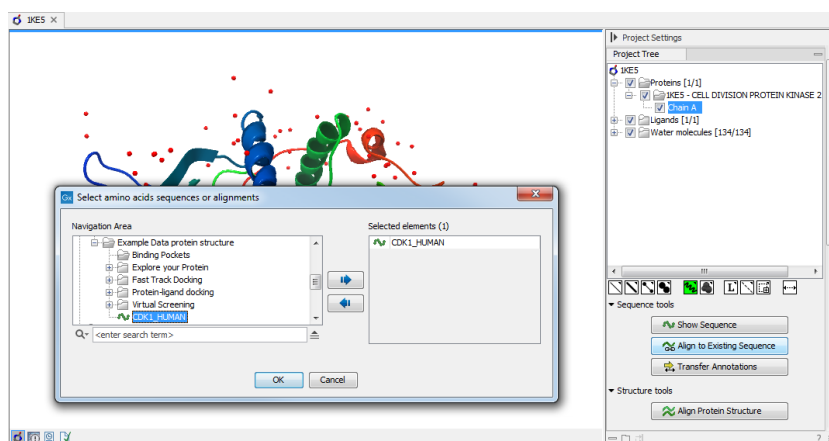 1KE5
Project Settings
Project Tree
1KE5
Proteins [1/1]
1KE5 - CELL DIVISION PROTEIN KINASE 2
Chain A
Ligands [1/1]
Water molecules [134/134]
Gx Select amino acids sequences or alignments
Navigation Area
Selected elements (1)
Example Data protein structure
CDK1_HUMAN
Binding Pockets
Explore your Protein
Fast Track Docking
Protein-ligand docking
Virtual Screening
CDK1_HUMAN
<enter search term>
OK Cancel
L
Sequence tools
Show Sequence
Align to Existing Sequence
Transfer Annotations
Structure tools
Align Protein Structure
?